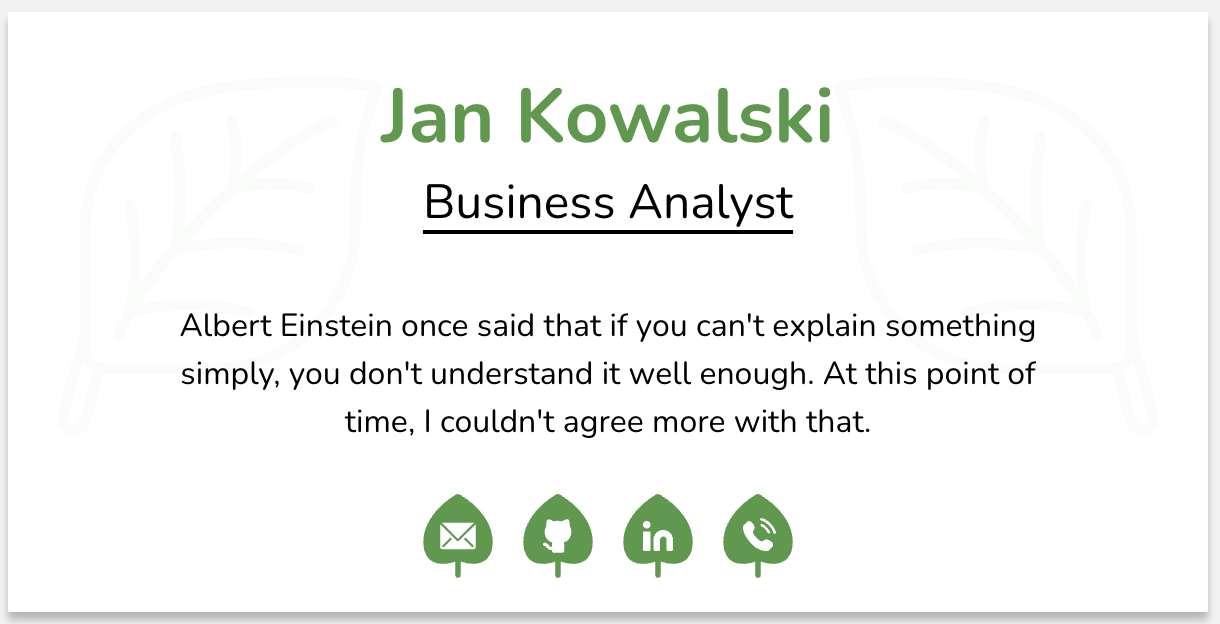 Jan Kowalski
Business Analyst
Albert Einstein once said that if you can't explain something
simply, you don't understand it well enough. At this point of
time, I couldn't agree more with that.
in